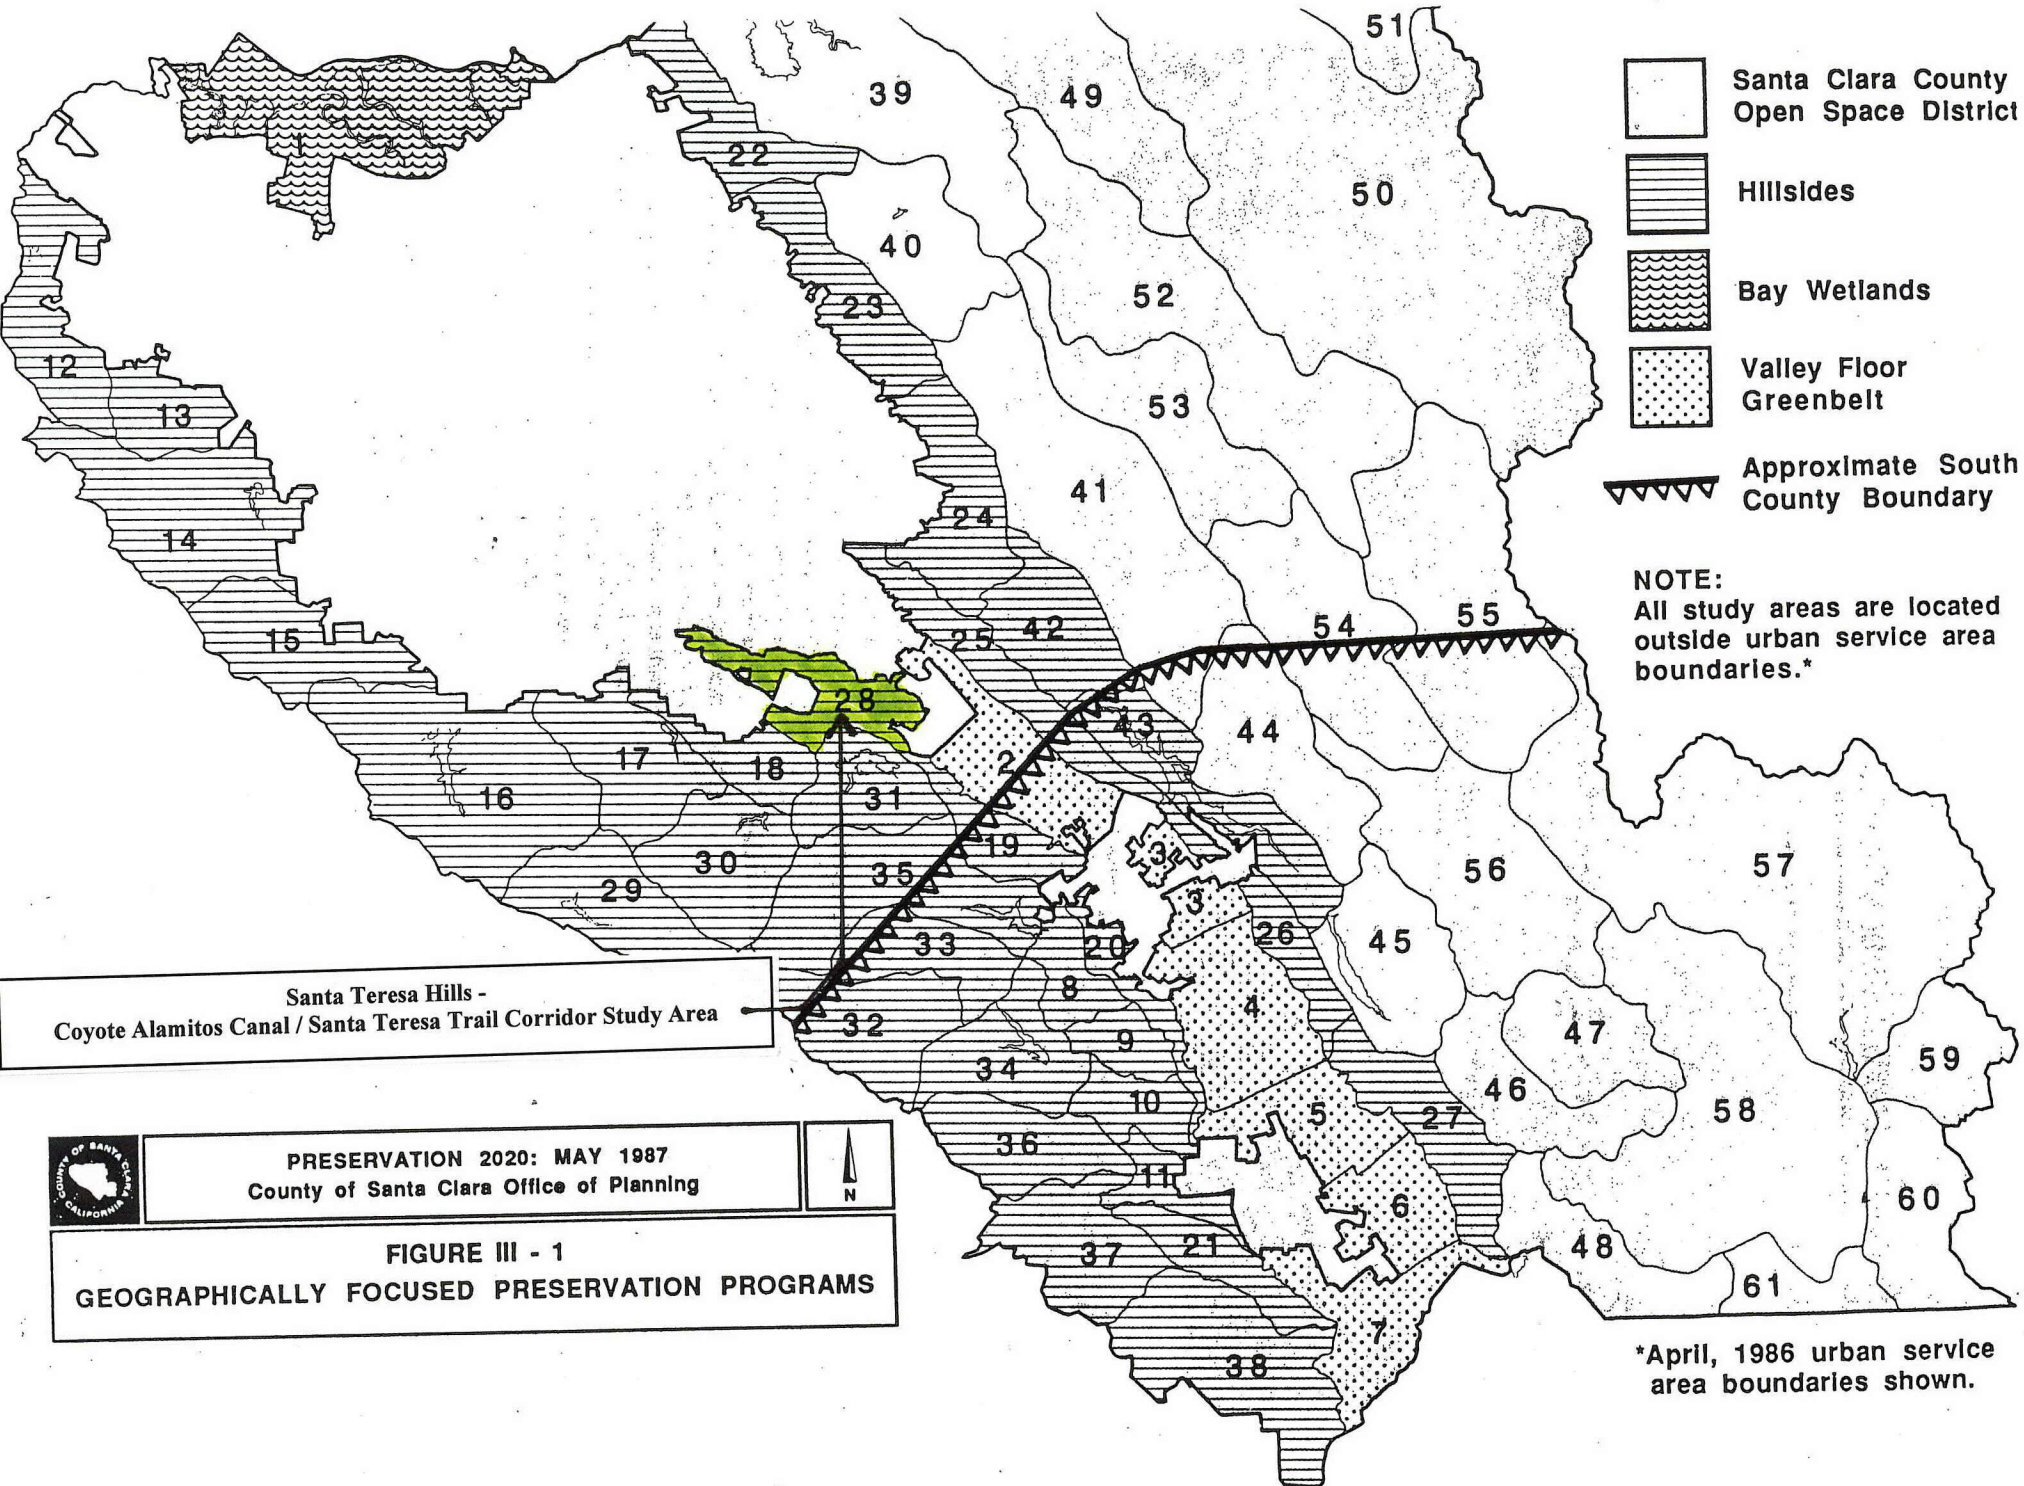 51
39
49
22
50
40
52
23
1
12
13
53
41
24
14
54
55
42
25
15
28
43
44
2
17
18
16
31
19
3
56
57
30
35
29
3
33
20
26
45
8
4
32
47
9
59
34
46
10
5
58
27
36
11
6
60
37
21
48
61
7
38
Santa Clara County
Open Space District
Hillsides
Bay Wetlands
Valley Floor
Greenbelt
Approximate South
County Boundary
NOTE:
All study areas are located
outside urban service area
boundaries.*
Santa Teresa Hills -
Coyote Alamitos Canal / Santa Teresa Trail Corridor Study Area
COUNTY OF SANTA CLARA
CALIFORNIA
PRESERVATION 2020: MAY 1987
County of Santa Clara Office of Planning
N
FIGURE III - 1
GEOGRAPHICALLY FOCUSED PRESERVATION PROGRAMS
*April, 1986 urban service
area boundaries shown.